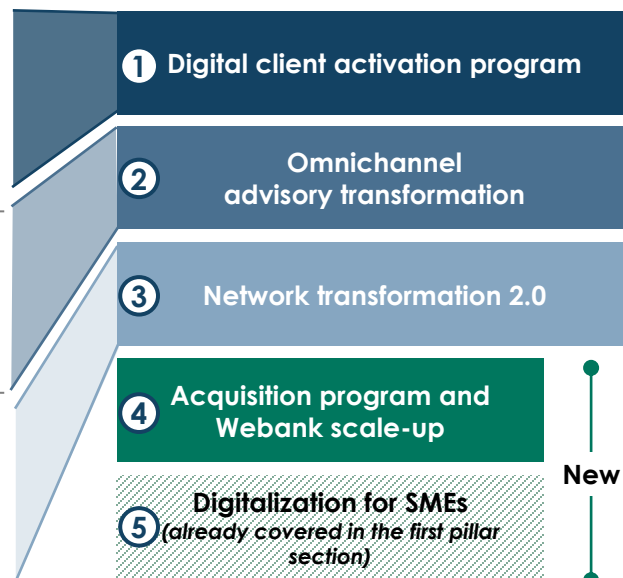 1 Digital client activation program
2 Omnichannel
advisory transformation
3 Network transformation 2.0
4 Acquisition program and
Webank scale-up
New
5 Digitalization for SMEs
(already covered in the first pillar
section)